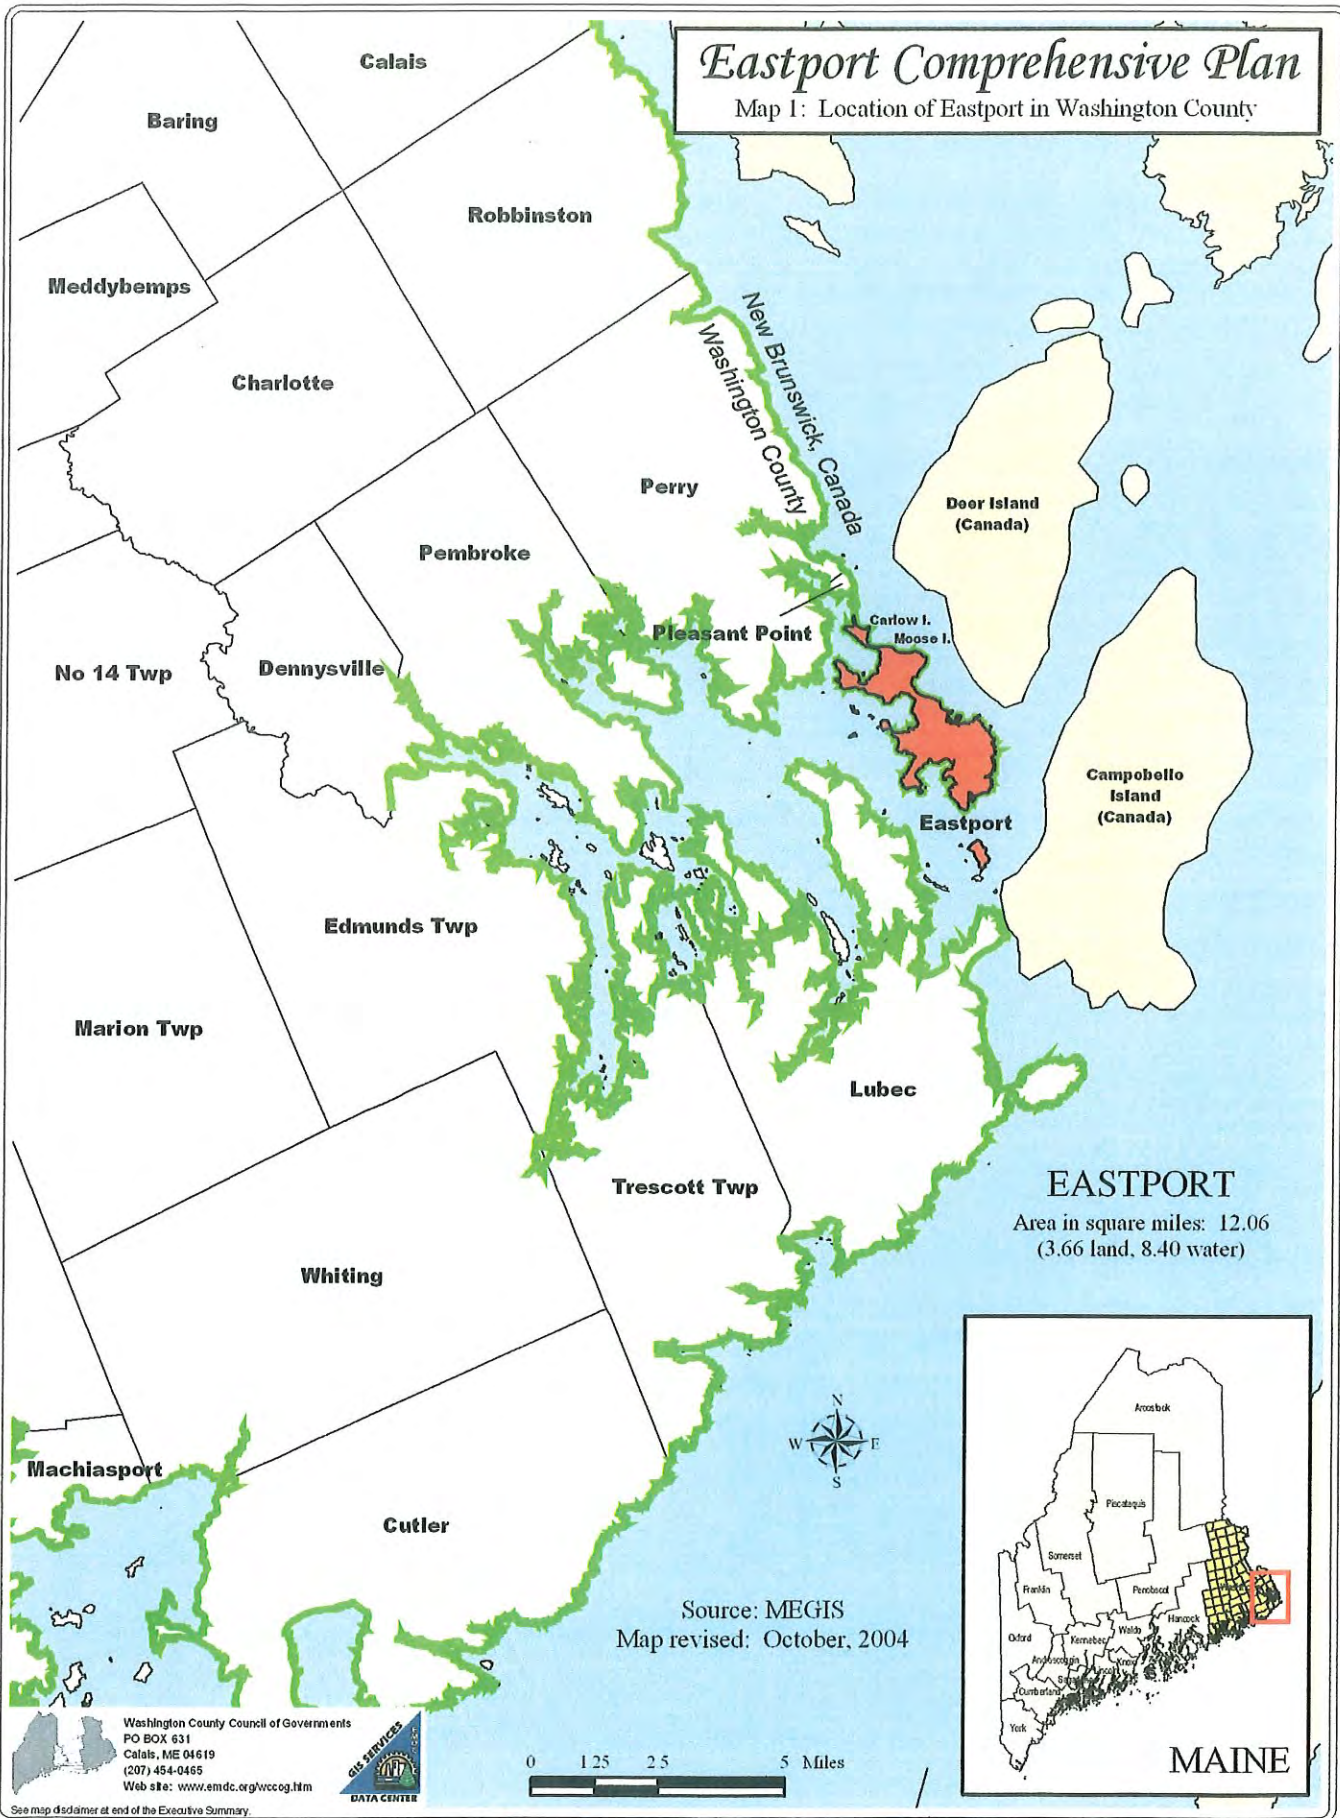 Eastport Comprehensive Plan
Map 1: Location of Eastport in Washington County
Calais
Baring
Robbinston
Meddybemps
New Brunswick, Canada
Washington County
Charlotte
Perry
Deer Island
(Canada)
Pembroke
Carlow I.
Moose I.
Pleasant Point
No 14 Twp
Dennysville
Campobello
Island
(Canada)
Eastport
Edmunds Twp
Marion Twp
Lubec
Trescott Twp
EASTPORT
Area in square miles: 12.06
(3.66 land, 8.40 water)
Whiting
N
W E
S
Machiasport
Cutler
Source: MEGIS
Map revised: October, 2004
Aroostook
Piscataquis
Somerset
Franklin
Penobscot
Hancock
Waldo
Oxford
Kennebec
Knox
Androscoggin
Lincoln
Cumberland
York
MAINE
Washington County Council of Governments
PO BOX 631
Calais, ME 04619
(207) 454-0465
Web site: www.emdc.org/wccog.htm
GIS SERVICES
DATA CENTER
0 1.25 2.5 5 Miles
See map disclaimer at end of the Executive Summary.